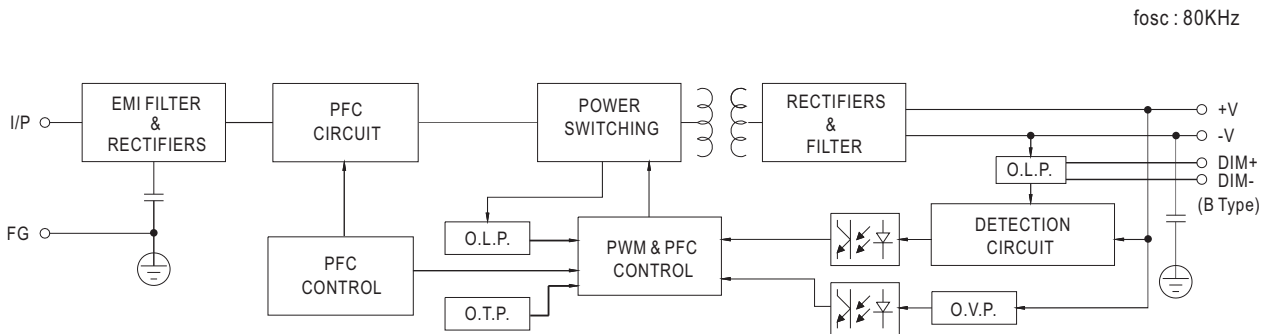 fosc : 80KHz
I/P
EMI FILTER
&
RECTIFIERS
PFC
CIRCUIT
POWER
SWITCHING
RECTIFIERS
&
FILTER
+V
-V
O.L.P.
DIM+
DIM-
(B Type)
FG
PFC
CONTROL
O.L.P.
O.T.P.
PWM & PFC
CONTROL
DETECTION
CIRCUIT
O.V.P.